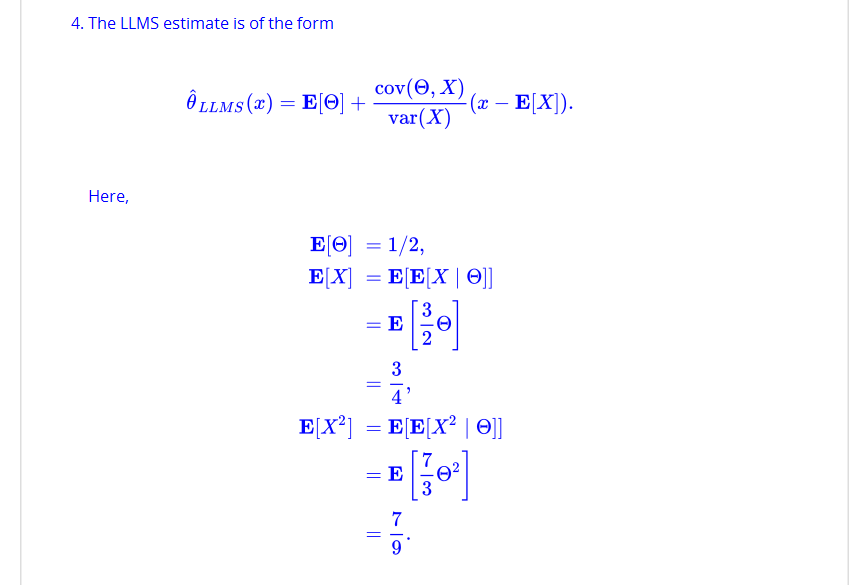 4. The LLMS estimate is of the form
θ̂_LLMS(x) = E[Θ] + cov(Θ, X)/var(X) (x − E[X]).
Here,
E[Θ] = 1/2,
E[X] = E[E[X | Θ]]
= E[3/2 Θ]
= 3/4,
E[X²] = E[E[X² | Θ]]
= E[7/3 Θ²]
= 7/9.